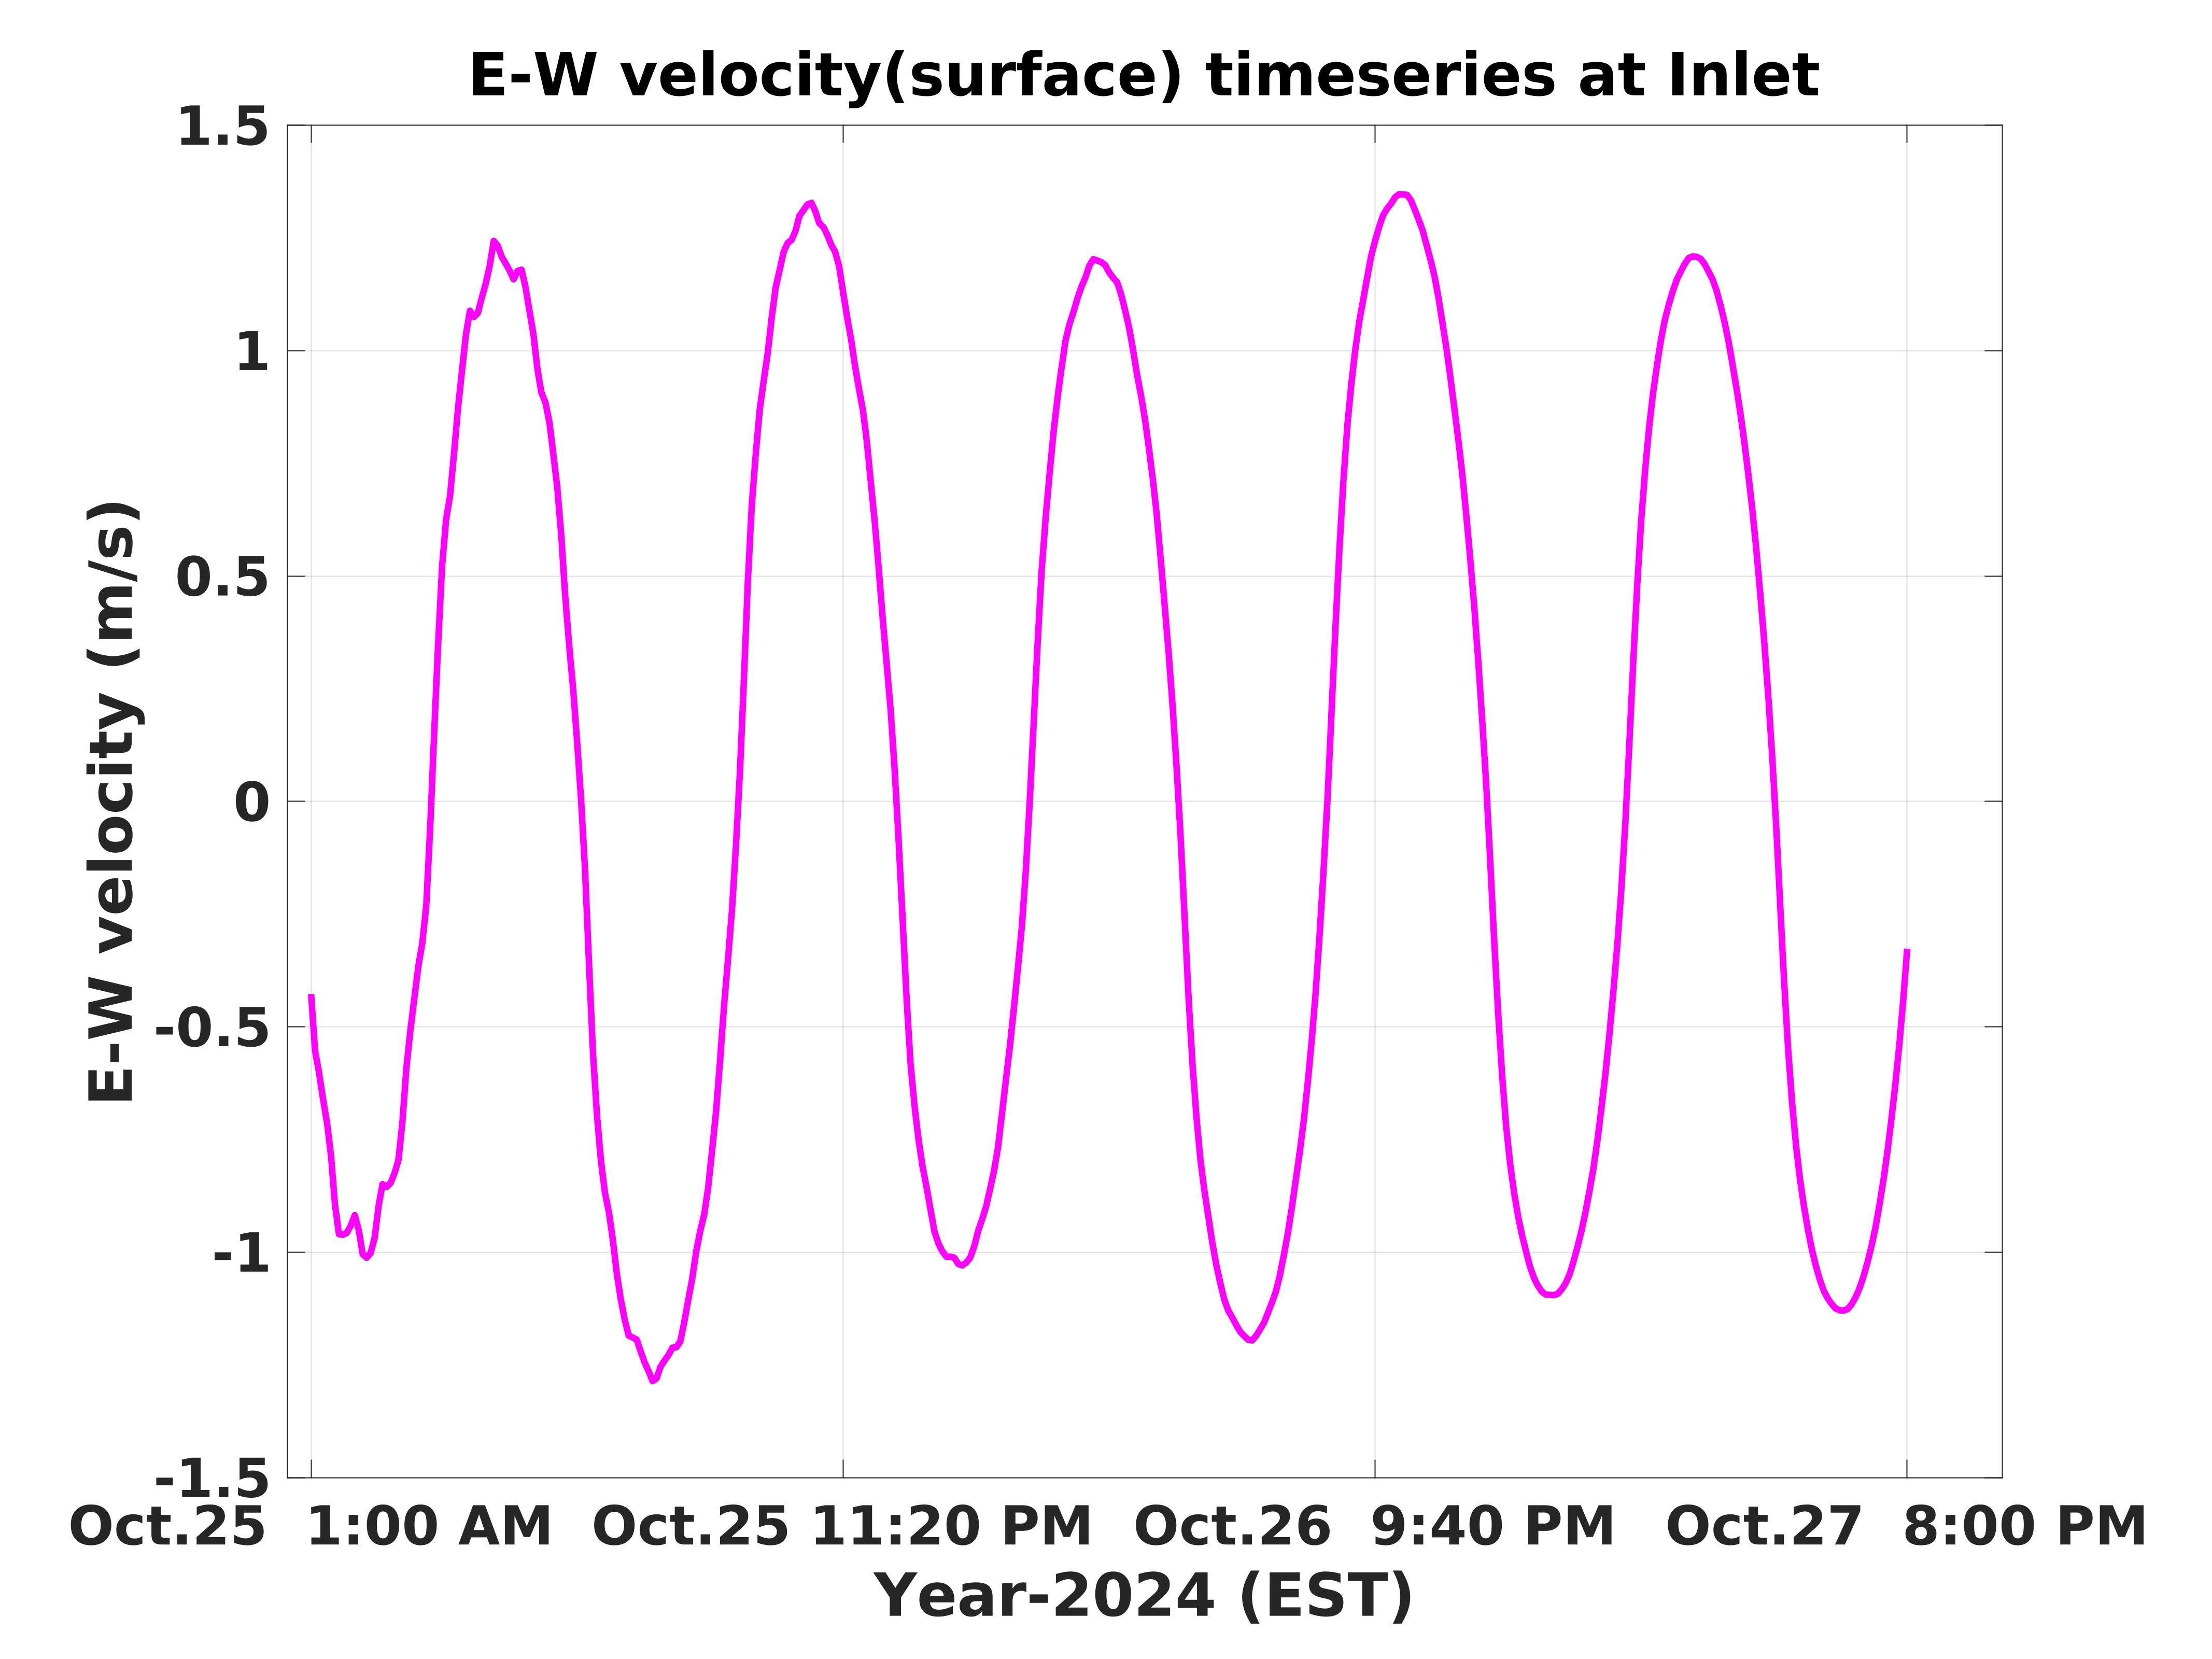 E-W velocity(surface) timeseries at Inlet
1.5
1
0.5
0
-0.5
-1
-1.5
E-W velocity (m/s)
Oct.25 1:00 AM Oct.25 11:20 PM Oct.26 9:40 PM Oct.27 8:00 PM
Year-2024 (EST)